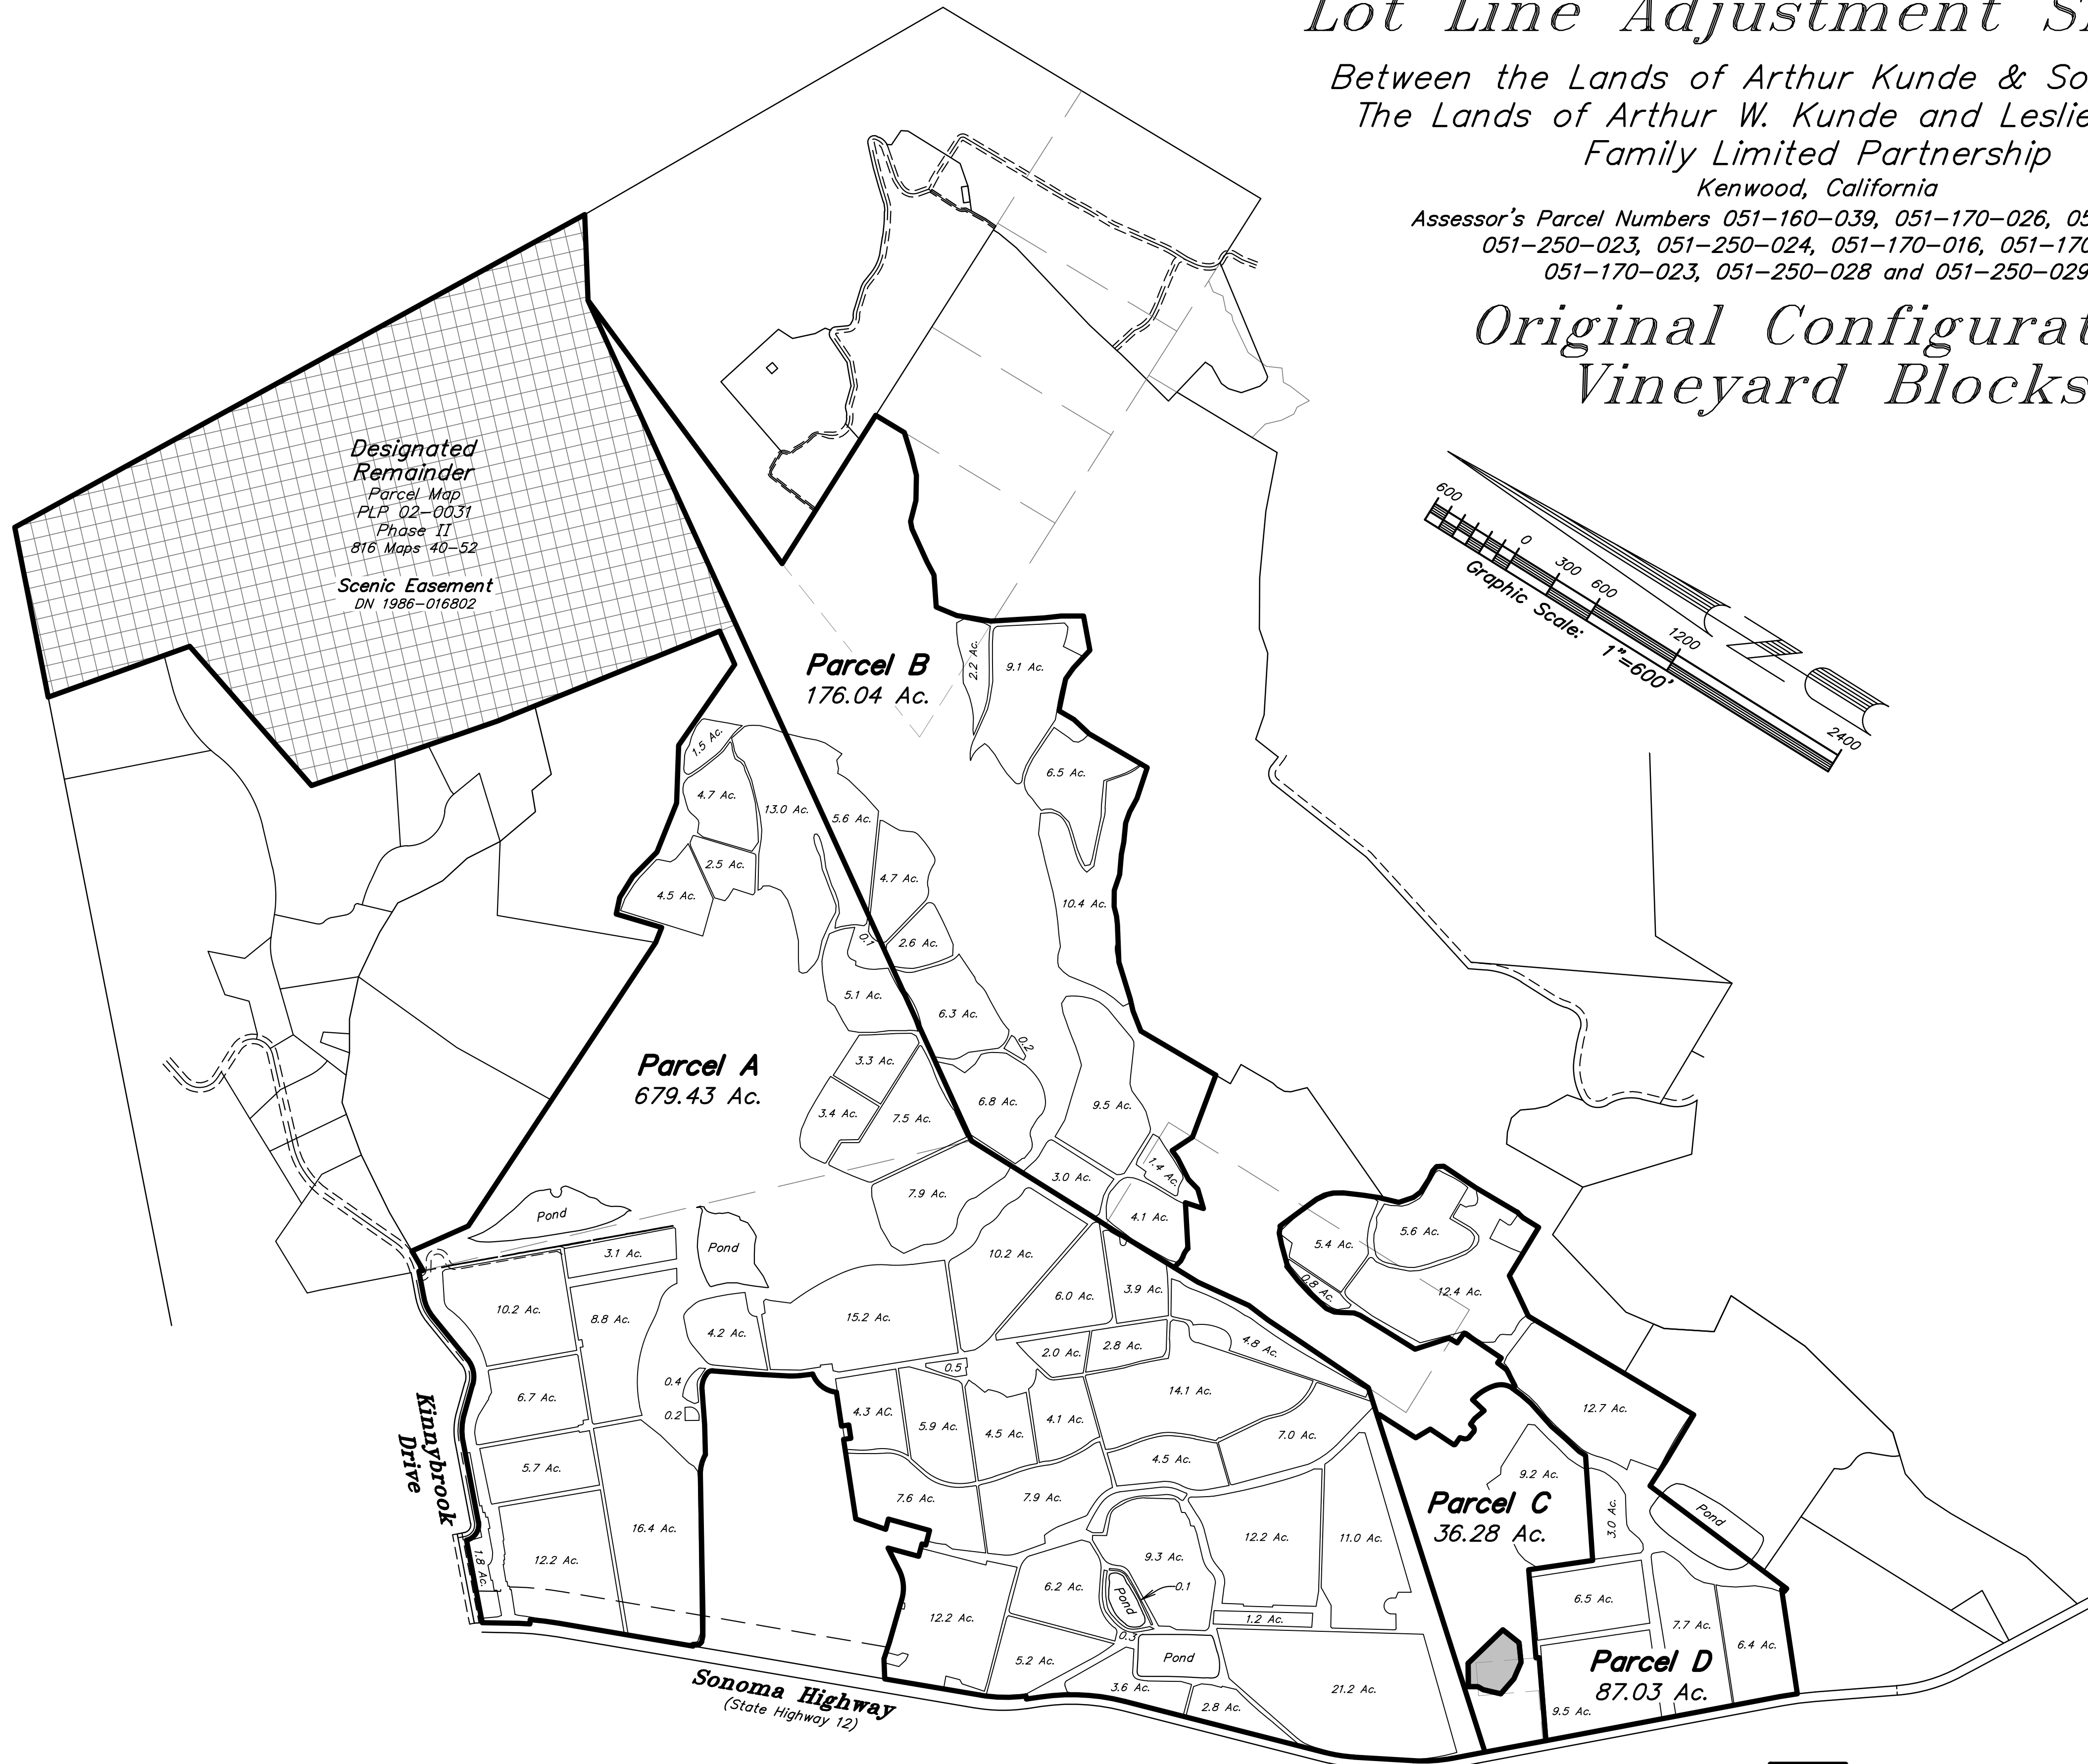 Lot Line Adjustment
Between the Lands of Arthur Kunde &
The Lands of Arthur W. Kunde and Leslie
Family Limited Partnership
Kenwood, California
Assessor's Parcel Numbers 051-160-039, 051-170-026,
051-250-023, 051-250-024, 051-170-016,
051-170-023, 051-250-028 and 051-250-029
Original
Vineyard Blocks
Designated
Remainder
Parcel Map
PLP 02-0031
Phase II
816 Maps 40-52
Scenic Easement
DN 1986-016802
600
0
300
600
1200
2400
Graphic Scale: 1"=600'
Parcel B
176.04 Ac.
2.2 Ac.
9.1 Ac.
1.5 Ac.
4.7 Ac.
13.0 Ac.
5.6 Ac.
6.5 Ac.
2.5 Ac.
4.5 Ac.
4.7 Ac.
10.4 Ac.
0.1
2.6 Ac.
5.1 Ac.
6.3 Ac.
0.2
Parcel A
679.43 Ac.
3.3 Ac.
3.4 Ac.
7.5 Ac.
6.8 Ac.
9.5 Ac.
1.4 Ac.
3.0 Ac.
7.9 Ac.
4.1 Ac.
Pond
Pond
3.1 Ac.
10.2 Ac.
8.8 Ac.
4.2 Ac.
15.2 Ac.
10.2 Ac.
6.0 Ac.
3.9 Ac.
5.4 Ac.
5.6 Ac.
0.8 Ac.
12.4 Ac.
4.8 Ac.
2.0 Ac.
2.8 Ac.
0.5
0.4
0.2
6.7 Ac.
4.3 AC.
5.9 Ac.
4.5 Ac.
4.1 Ac.
14.1 Ac.
7.0 Ac.
12.7 Ac.
Kinnybrook
Drive
5.7 Ac.
4.5 Ac.
7.6 Ac.
7.9 Ac.
9.2 Ac.
Parcel C
36.28 Ac.
3.0 Ac.
Pond
16.4 Ac.
12.2 Ac.
1.8 Ac.
12.2 Ac.
11.0 Ac.
9.3 Ac.
0.1
6.2 Ac.
Pond
12.2 Ac.
1.2 Ac.
0.3
6.5 Ac.
7.7 Ac.
6.4 Ac.
5.2 Ac.
Pond
3.6 Ac.
2.8 Ac.
21.2 Ac.
Parcel D
87.03 Ac.
9.5 Ac.
Sonoma Highway
(State Highway 12)